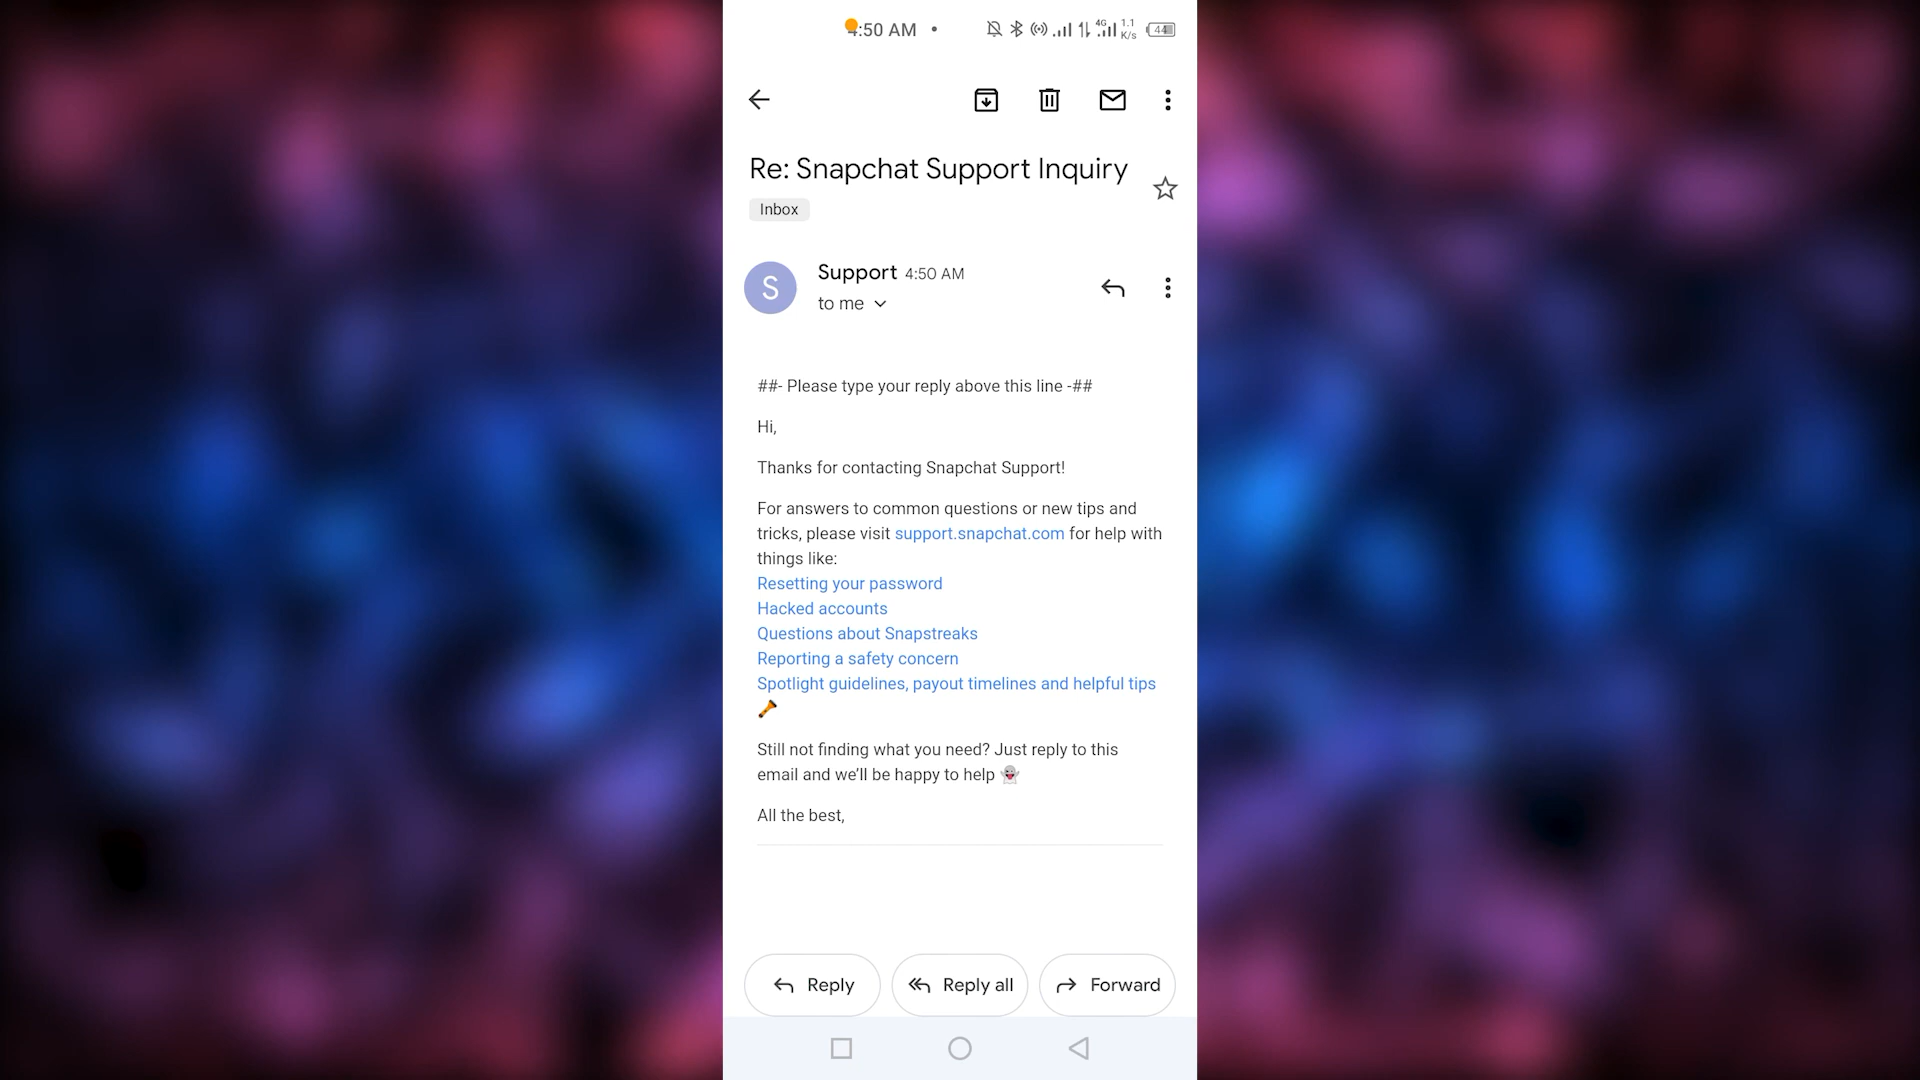 4:50 AM
4G
1.1
K/s
44
Re: Snapchat Support Inquiry
Inbox
S
Support 4:50 AM
to me
##- Please type your reply above this line -##
Hi,
Thanks for contacting Snapchat Support!
For answers to common questions or new tips and
tricks, please visit support.snapchat.com for help with
things like:
Resetting your password
Hacked accounts
Questions about Snapstreaks
Reporting a safety concern
Spotlight guidelines, payout timelines and helpful tips
Still not finding what you need? Just reply to this
email and we'll be happy to help 👻
All the best,
Reply
Reply all
Forward